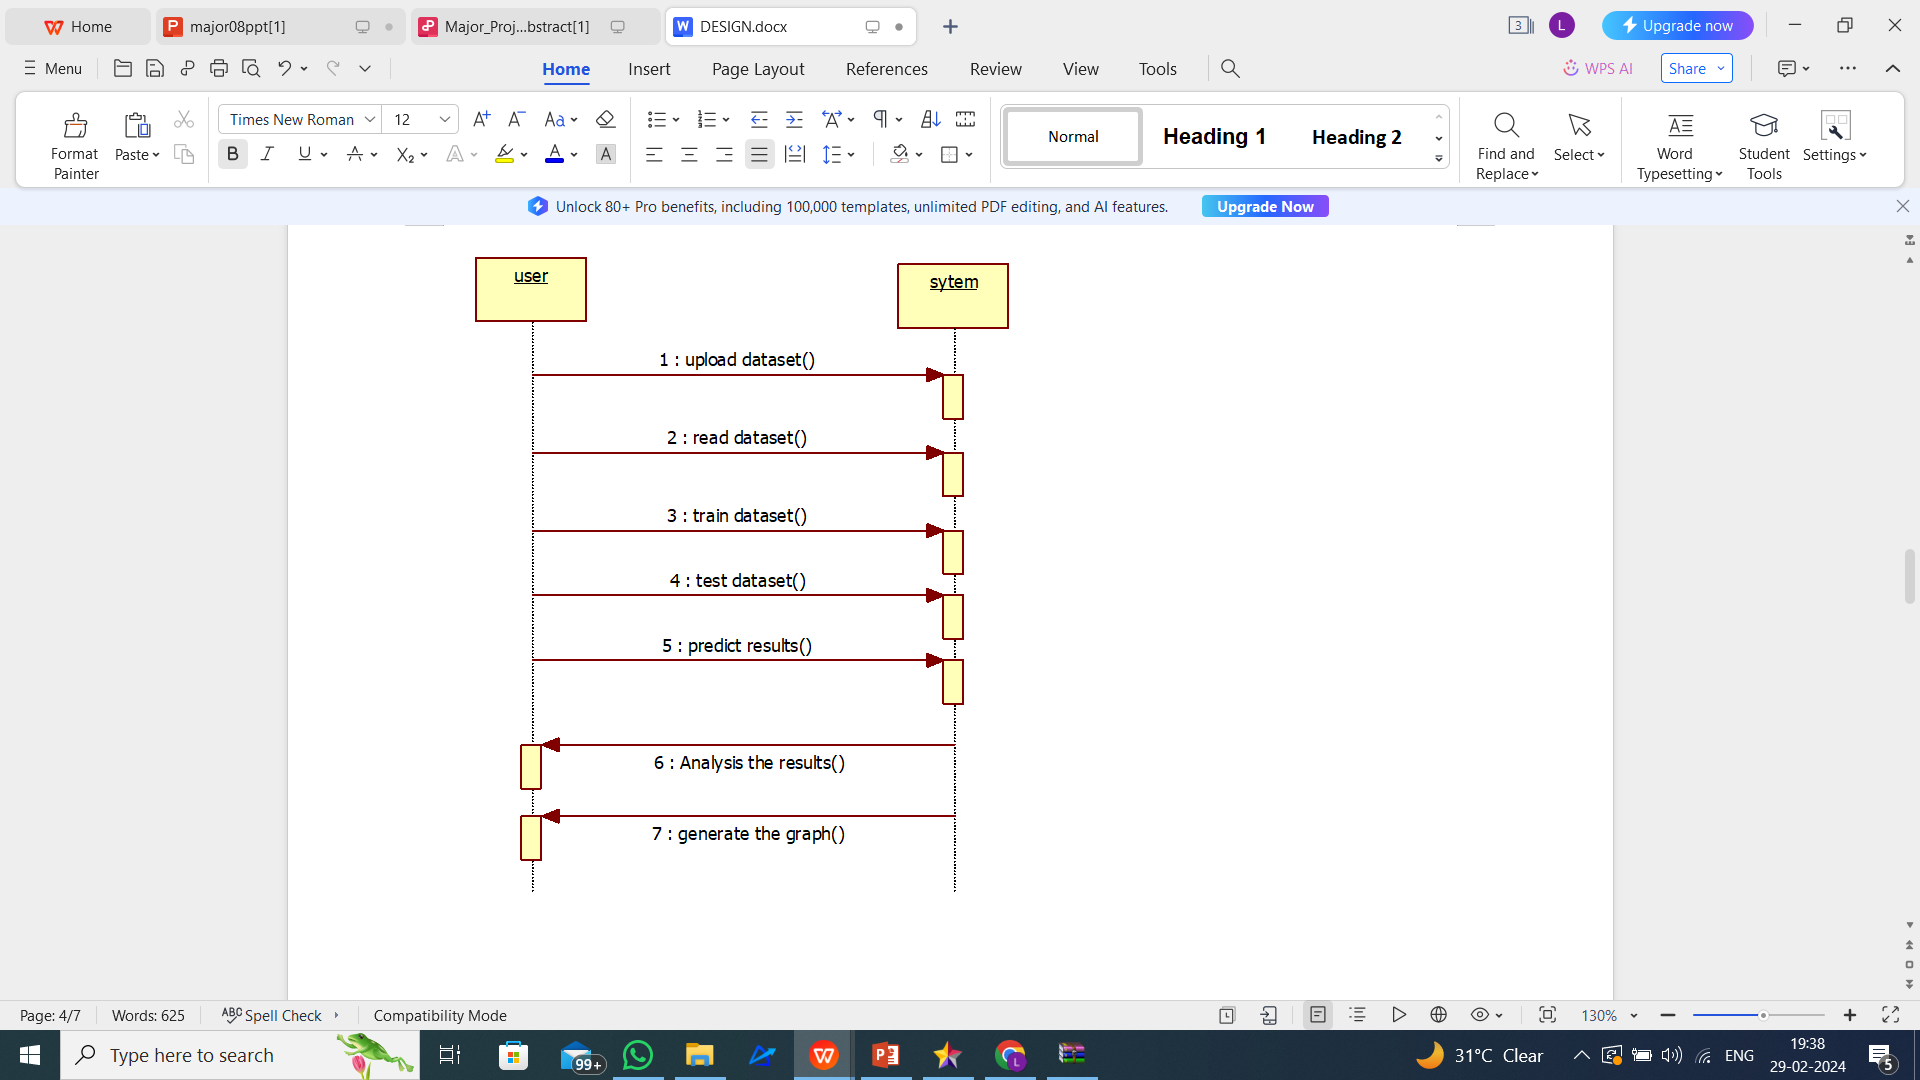 Home
major08ppt[1]
Major_Proj...bstract[1]
DESIGN.docx
3
L
Upgrade now
Menu
Home
Insert
Page Layout
References
Review
View
Tools
WPS AI
Share
Format
Painter
Paste
Times New Roman
12
Normal
Heading 1
Heading 2
Find and
Replace
Select
Word
Typesetting
Student
Tools
Settings
Unlock 80+ Pro benefits, including 100,000 templates, unlimited PDF editing, and AI features.
Upgrade Now
user
sytem
1 : upload dataset()
2 : read dataset()
3 : train dataset()
4 : test dataset()
5 : predict results()
6 : Analysis the results()
7 : generate the graph()
Page: 4/7
Words: 625
Spell Check
Compatibility Mode
130%
Type here to search
99+
31°C Clear
ENG
19:38
29-02-2024
5